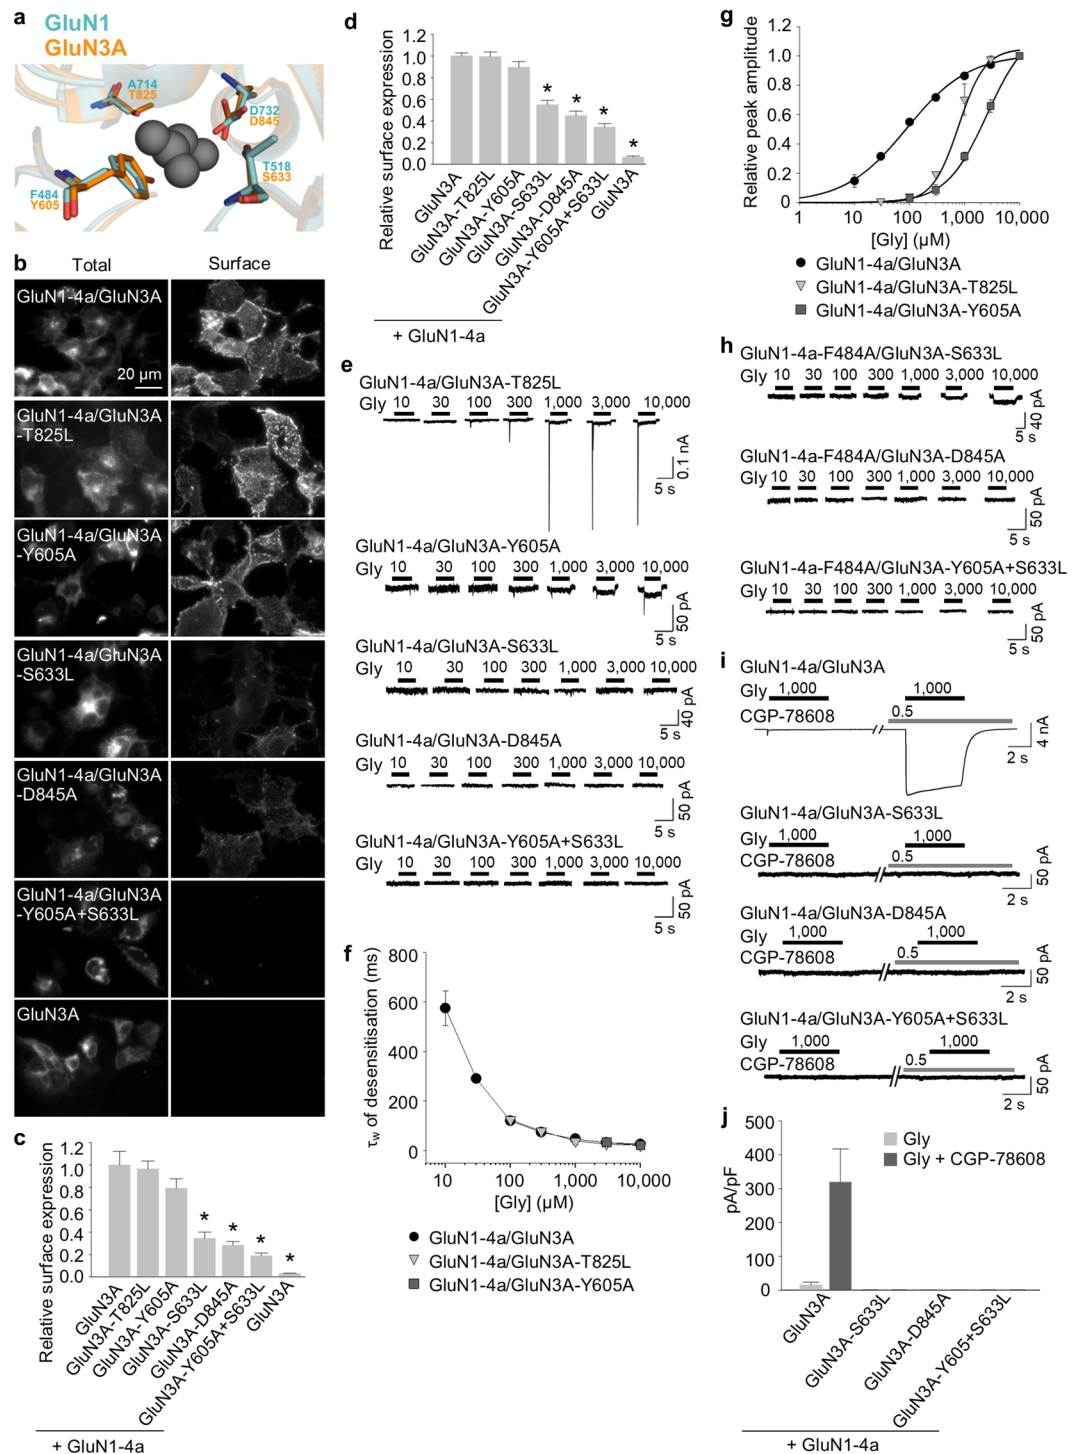 a
GluN1
GluN3A
A714
T825
D732
D845
T518
S633
F484
Y605
b
Total
Surface
GluN1-4a/GluN3A
20 µm
GluN1-4a/GluN3A
-T825L
GluN1-4a/GluN3A
-Y605A
GluN1-4a/GluN3A
-S633L
GluN1-4a/GluN3A
-D845A
GluN1-4a/GluN3A
-Y605A+S633L
GluN3A
c
Relative surface expression
1.2
1.0
0.8
0.6
0.4
0.2
0.0
* * * *
GluN3A
GluN3A-T825L
GluN3A-Y605A
GluN3A-S633L
GluN3A-D845A
GluN3A-Y605A+S633L
GluN3A
+ GluN1-4a
d
Relative surface expression
1.2
1.0
0.8
0.6
0.4
0.2
0.0
* * * *
GluN3A
GluN3A-T825L
GluN3A-Y605A
GluN3A-S633L
GluN3A-D845A
GluN3A-Y605A+S633L
GluN3A
+ GluN1-4a
e
GluN1-4a/GluN3A-T825L
Gly 10 30 100 300 1,000 3,000 10,000
0.1 nA
5 s
GluN1-4a/GluN3A-Y605A
Gly 10 30 100 300 1,000 3,000 10,000
50 pA
5 s
GluN1-4a/GluN3A-S633L
Gly 10 30 100 300 1,000 3,000 10,000
40 pA
5 s
GluN1-4a/GluN3A-D845A
Gly 10 30 100 300 1,000 3,000 10,000
50 pA
5 s
GluN1-4a/GluN3A-Y605A+S633L
Gly 10 30 100 300 1,000 3,000 10,000
50 pA
5 s
f
τw of desensitisation (ms)
800
600
400
200
0
10 100 1,000 10,000
[Gly] (µM)
GluN1-4a/GluN3A
GluN1-4a/GluN3A-T825L
GluN1-4a/GluN3A-Y605A
g
Relative peak amplitude
1.2
1.0
0.8
0.6
0.4
0.2
0
1 10 100 1,000 10,000
[Gly] (µM)
GluN1-4a/GluN3A
GluN1-4a/GluN3A-T825L
GluN1-4a/GluN3A-Y605A
h
GluN1-4a-F484A/GluN3A-S633L
Gly 10 30 100 300 1,000 3,000 10,000
40 pA
5 s
GluN1-4a-F484A/GluN3A-D845A
Gly 10 30 100 300 1,000 3,000 10,000
50 pA
5 s
GluN1-4a-F484A/GluN3A-Y605A+S633L
Gly 10 30 100 300 1,000 3,000 10,000
50 pA
5 s
i
GluN1-4a/GluN3A
Gly 1,000 1,000
CGP-78608 0.5
4 nA
2 s
GluN1-4a/GluN3A-S633L
Gly 1,000 1,000
CGP-78608 0.5
50 pA
2 s
GluN1-4a/GluN3A-D845A
Gly 1,000 1,000
CGP-78608 0.5
50 pA
2 s
GluN1-4a/GluN3A-Y605A+S633L
Gly 1,000 1,000
CGP-78608 0.5
50 pA
2 s
j
pA/pF
500
400
300
200
100
0
Gly
Gly + CGP-78608
GluN3A
GluN3A-S633L
GluN3A-D845A
GluN3A-Y605+S633L
+ GluN1-4a